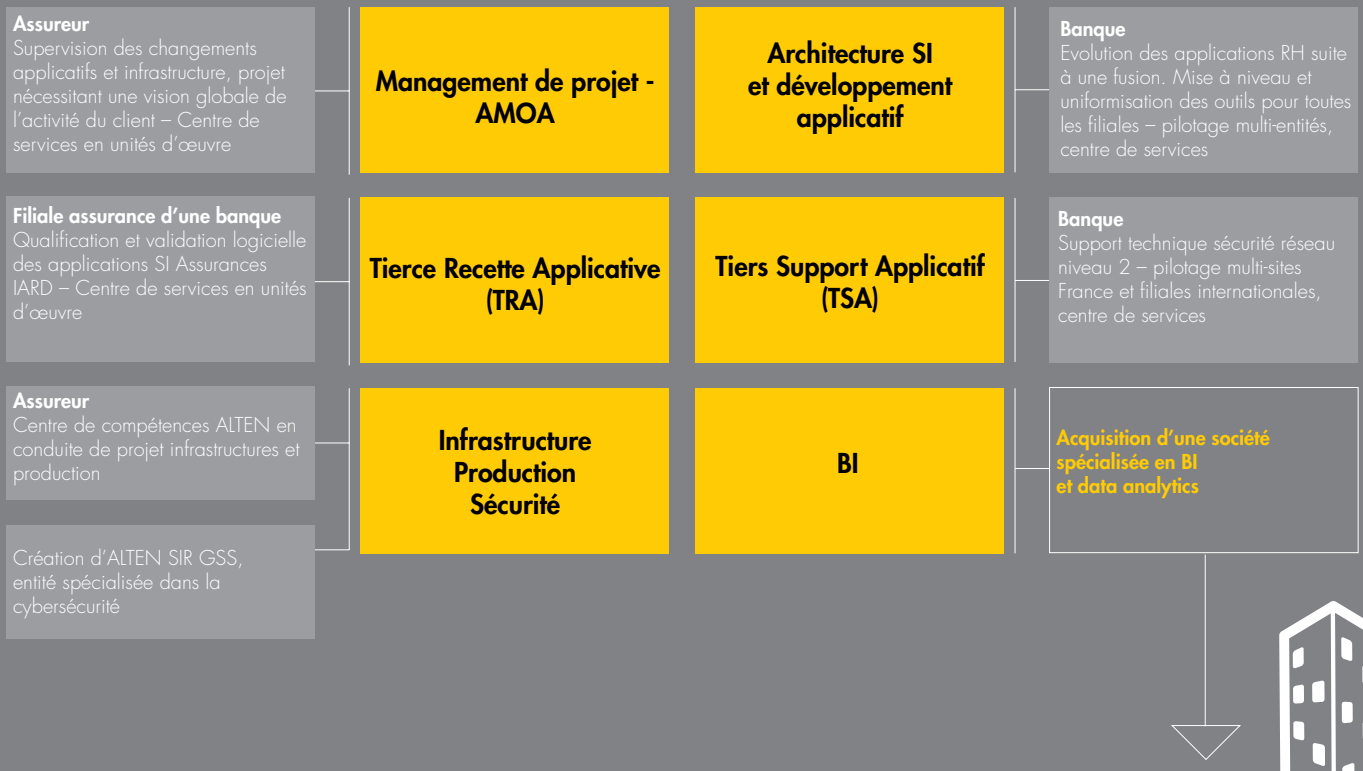 Assureur
Supervision des changements
applicatifs et infrastructure, projet
nécessitant une vision globale de
l’activité du client – Centre de
services en unités d’œuvre
Management de projet -
AMOA
Architecture SI
et développement
applicatif
Banque
Evolution des applications RH suite
à une fusion. Mise à niveau et
uniformisation des outils pour toutes
les filiales – pilotage multi-entités,
centre de services
Filiale assurance d’une banque
Qualification et validation logicielle
des applications SI Assurances
IARD – Centre de services en unités
d’œuvre
Tierce Recette Applicative
(TRA)
Tiers Support Applicatif
(TSA)
Banque
Support technique sécurité réseau
niveau 2 – pilotage multi-sites
France et filiales internationales,
centre de services
Assureur
Centre de compétences ALTEN en
conduite de projet infrastructures et
production
Infrastructure
Production
Sécurité
BI
Acquisition d’une société
spécialisée en BI
et data analytics
Création d’ALTEN SIR GSS,
entité spécialisée dans la
cybersécurité